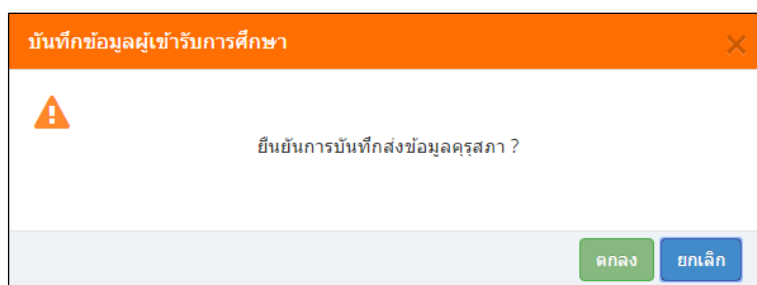 บันทึกข้อมูลผู้เข้ารับการศึกษา
ยืนยันการบันทึกส่งข้อมูลคุรุสภา ?
ตกลง
ยกเลิก